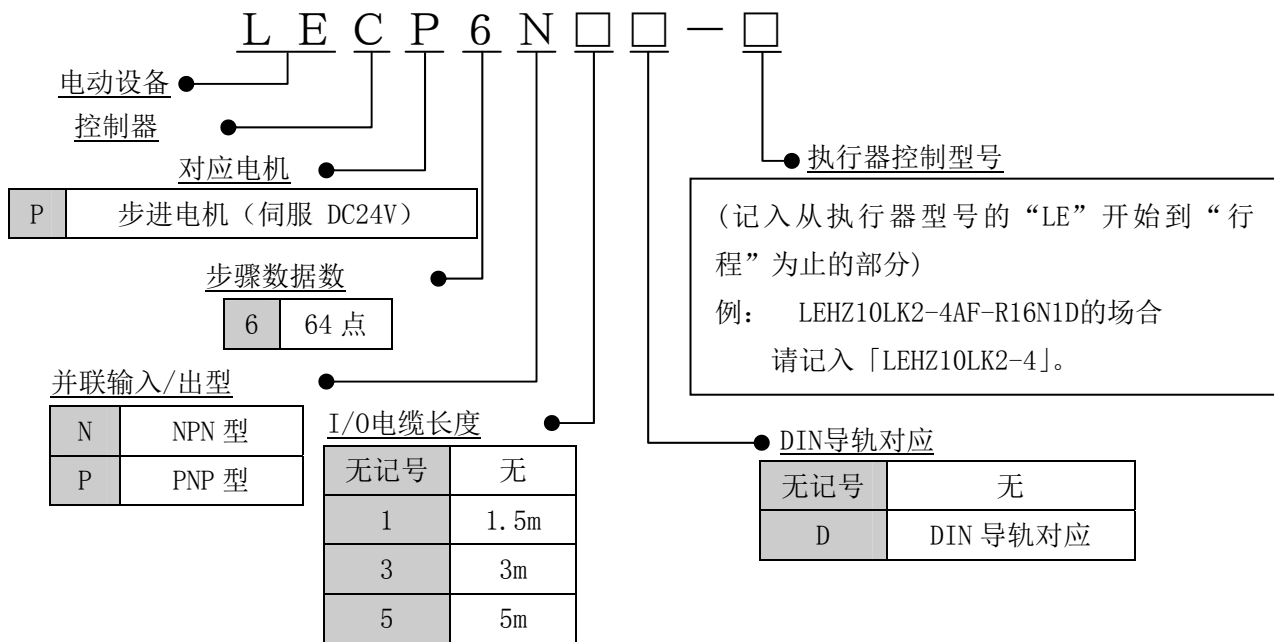 LECP6N□□-□
电动设备
控制器
对应电机
P 步进电机（伺服 DC24V）
步骤数据数
6 64 点
并联输入/出型
N NPN 型
P PNP 型
I/O电缆长度
无记号 无
1 1.5m
3 3m
5 5m
执行器控制型号
(记入从执行器型号的“LE”开始到“行
程”为止的部分)
例： LEHZ10LK2-4AF-R16N1D的场合
请记入「LEHZ10LK2-4」。
DIN导轨对应
无记号 无
D DIN 导轨对应